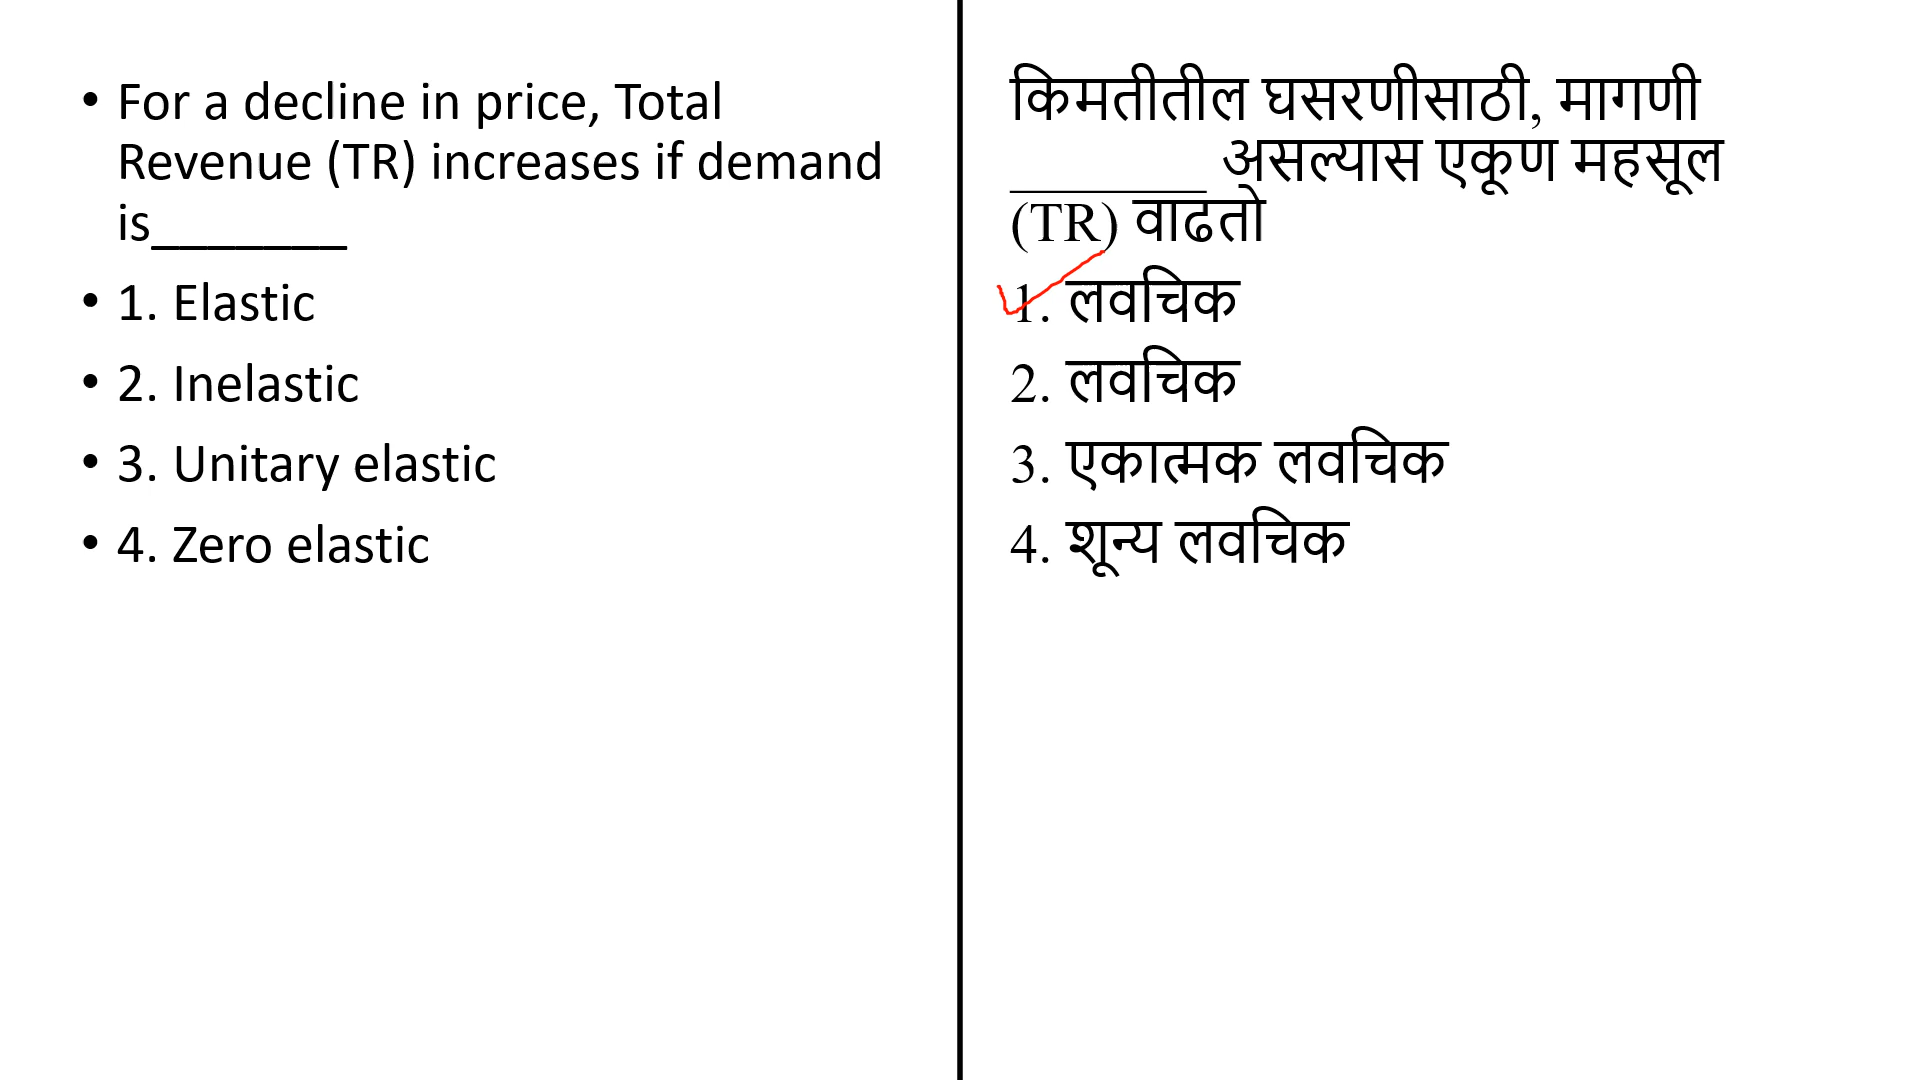 • For a decline in price, Total
Revenue (TR) increases if demand
is_______
• 1. Elastic
• 2. Inelastic
• 3. Unitary elastic
• 4. Zero elastic
किमतीतील घसरणीसाठी, मागणी
_______ असल्यास एकूण महसूल
(TR) वाढतो
1. लवचिक
2. लवचिक
3. एकात्मक लवचिक
4. शून्य लवचिक